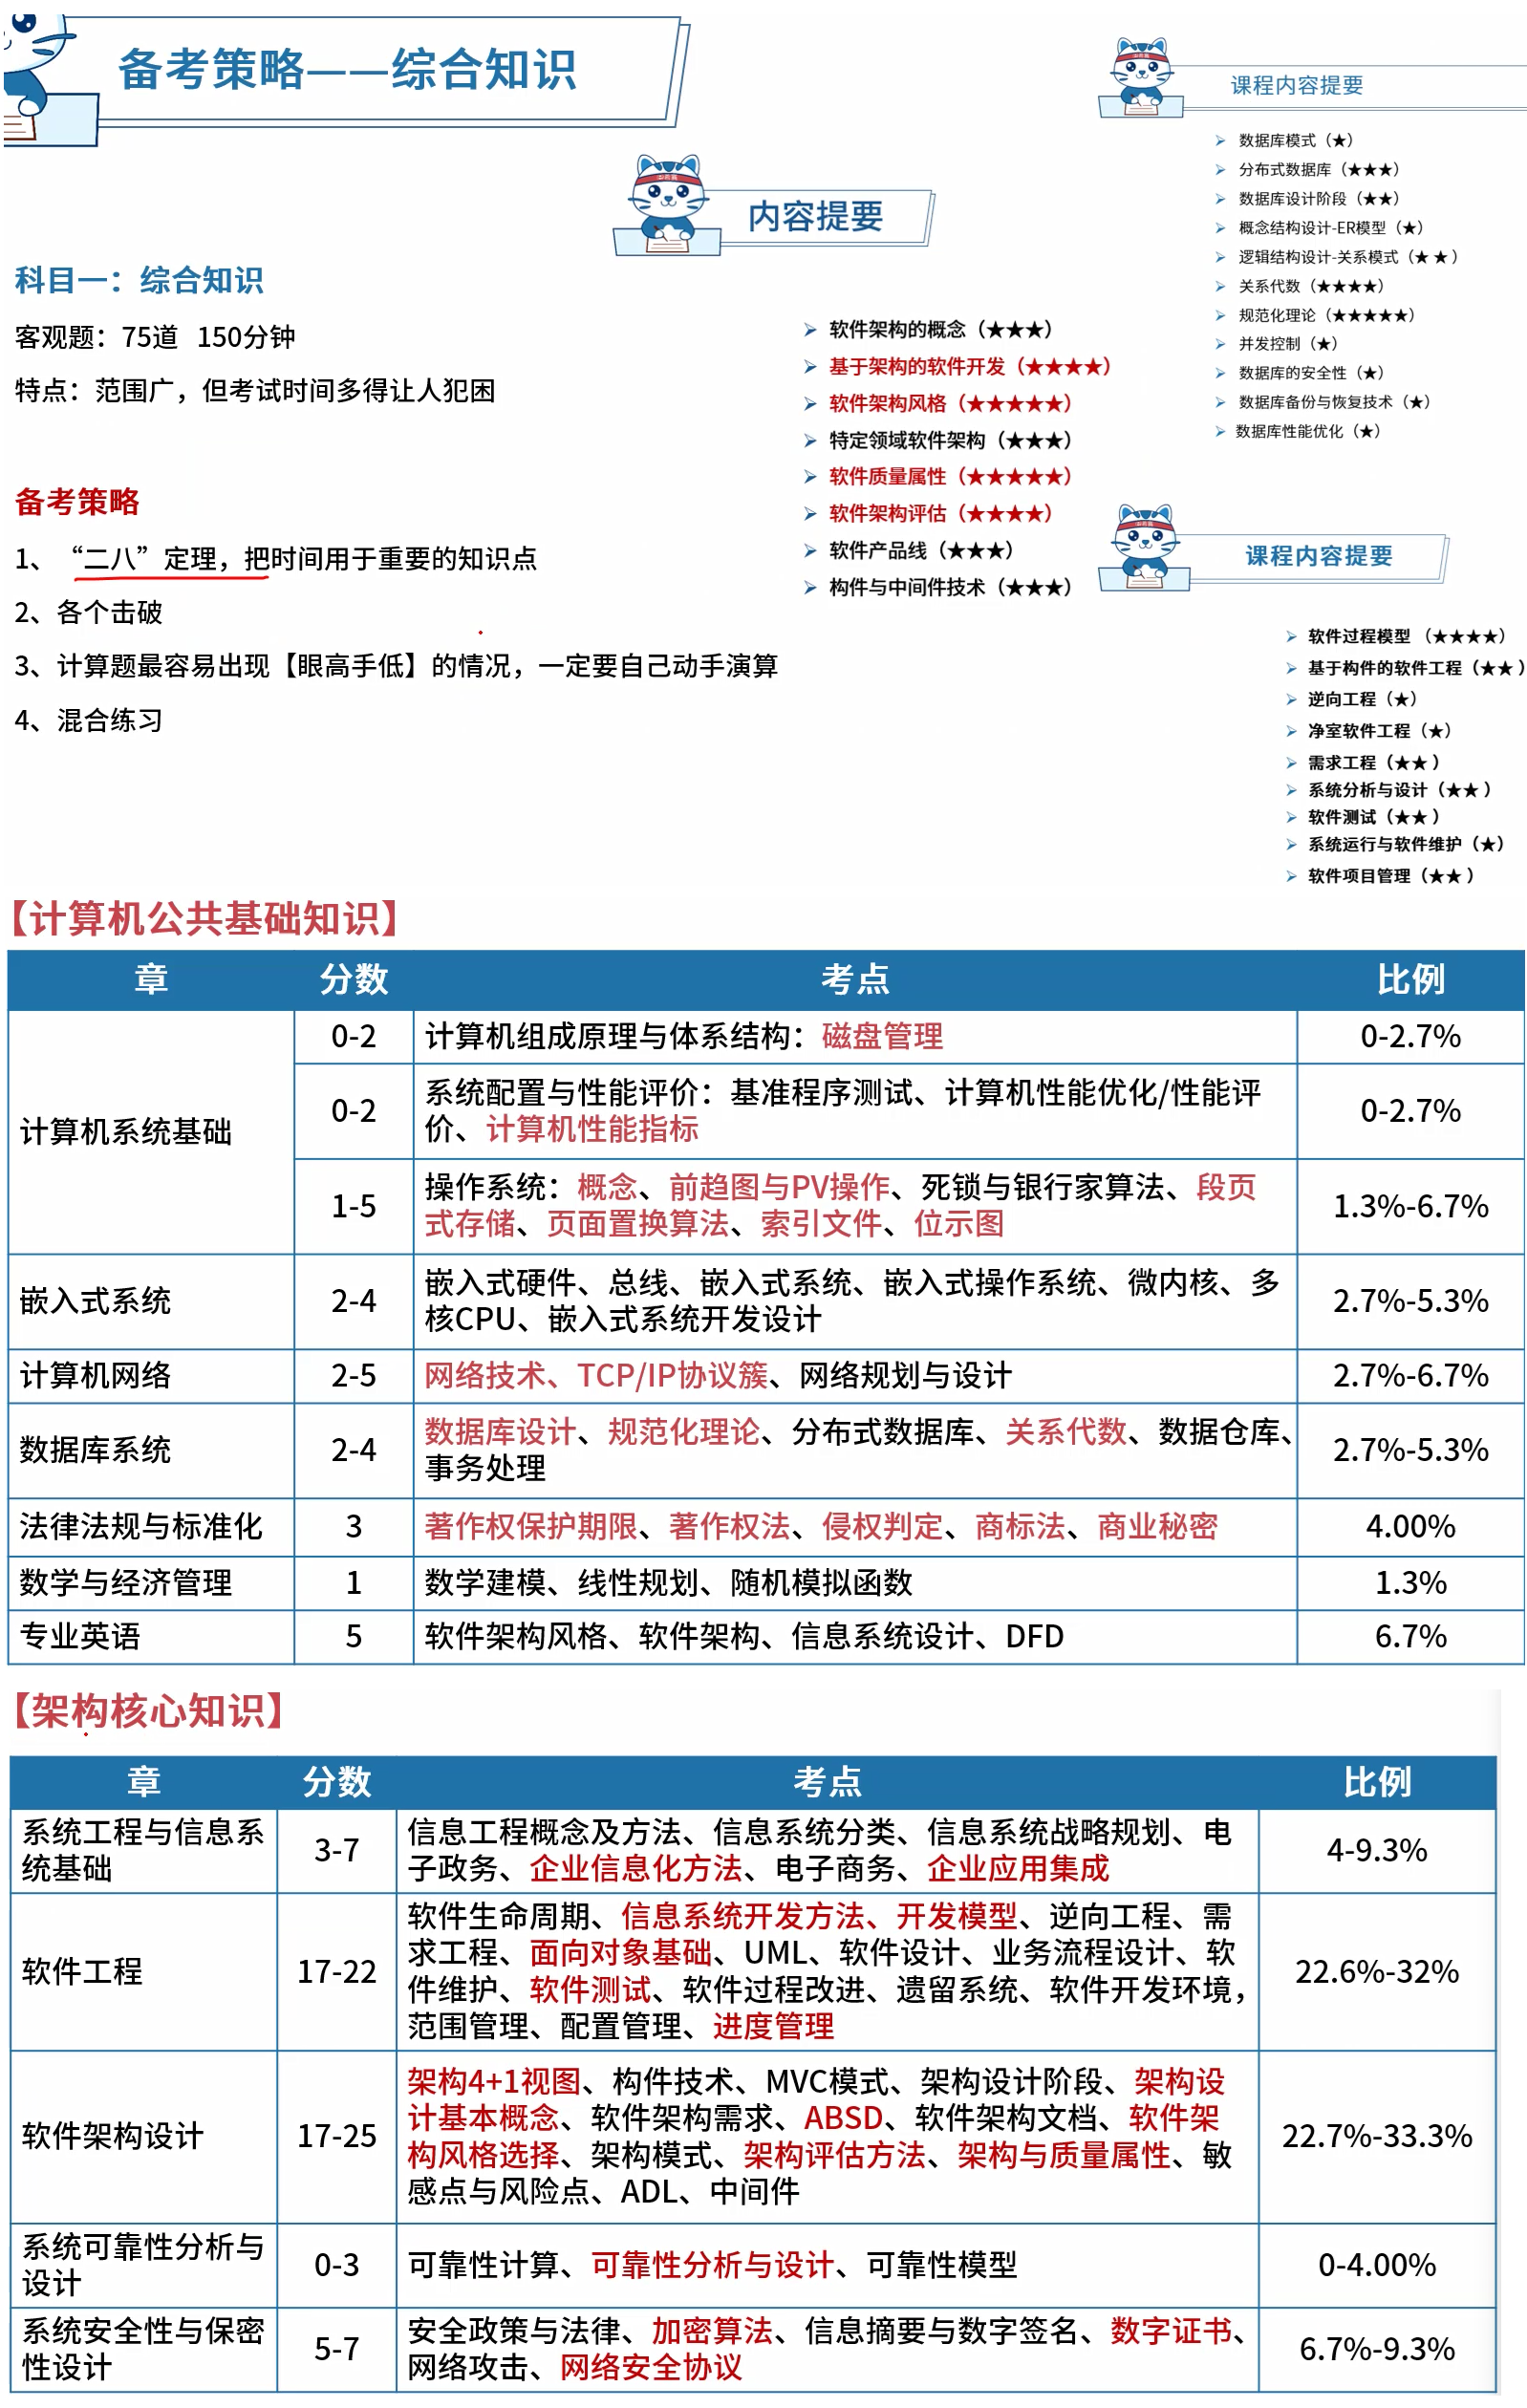 备考策略——综合知识
科目一：综合知识
客观题：75道 150分钟
特点：范围广，但考试时间多得让人犯困
备考策略
1、“二八”定理，把时间用于重要的知识点
2、各个击破
3、计算题最容易出现【眼高手低】的情况，一定要自己动手演算
4、混合练习
内容提要
软件架构的概念（★★★）
基于架构的软件开发（★★★★）
软件架构风格（★★★★★）
特定领域软件架构（★★★）
软件质量属性（★★★★★）
软件架构评估（★★★★）
软件产品线（★★★）
构件与中间件技术（★★★）
课程内容提要
数据库模式（★）
分布式数据库（★★★）
数据库设计阶段（★★）
概念结构设计-ER模型（★）
逻辑结构设计-关系模式（★ ★ ）
关系代数（★★★★）
规范化理论（★★★★★）
并发控制（★）
数据库的安全性（★）
数据库备份与恢复技术（★）
数据库性能优化（★）
课程内容提要
软件过程模型 （★★★★）
基于构件的软件工程（★★ ）
逆向工程（★）
净室软件工程（★）
需求工程（★★ ）
系统分析与设计（★★ ）
软件测试（★★ ）
系统运行与软件维护（★）
软件项目管理（★★ ）
【计算机公共基础知识】
章 分数 考点 比例
计算机系统基础
0-2 计算机组成原理与体系结构：磁盘管理 0-2.7%
0-2 系统配置与性能评价：基准程序测试、计算机性能优化/性能评
价、计算机性能指标 0-2.7%
1-5 操作系统：概念、前趋图与PV操作、死锁与银行家算法、段页
式存储、页面置换算法、索引文件、位示图 1.3%-6.7%
嵌入式系统 2-4 嵌入式硬件、总线、嵌入式系统、嵌入式操作系统、微内核、多
核CPU、嵌入式系统开发设计 2.7%-5.3%
计算机网络 2-5 网络技术、TCP/IP协议簇、网络规划与设计 2.7%-6.7%
数据库系统 2-4 数据库设计、规范化理论、分布式数据库、关系代数、数据仓库、
事务处理 2.7%-5.3%
法律法规与标准化 3 著作权保护期限、著作权法、侵权判定、商标法、商业秘密 4.00%
数学与经济管理 1 数学建模、线性规划、随机模拟函数 1.3%
专业英语 5 软件架构风格、软件架构、信息系统设计、DFD 6.7%
【架构核心知识】
章 分数 考点 比例
系统工程与信息系
统基础 3-7 信息工程概念及方法、信息系统分类、信息系统战略规划、电
子政务、企业信息化方法、电子商务、企业应用集成 4-9.3%
软件工程 17-22 软件生命周期、信息系统开发方法、开发模型、逆向工程、需
求工程、面向对象基础、UML、软件设计、业务流程设计、软
件维护、软件测试、软件过程改进、遗留系统、软件开发环境，
范围管理、配置管理、进度管理 22.6%-32%
软件架构设计 17-25 架构4+1视图、构件技术、MVC模式、架构设计阶段、架构设
计基本概念、软件架构需求、ABSD、软件架构文档、软件架
构风格选择、架构模式、架构评估方法、架构与质量属性、敏
感点与风险点、ADL、中间件 22.7%-33.3%
系统可靠性分析与
设计 0-3 可靠性计算、可靠性分析与设计、可靠性模型 0-4.00%
系统安全性与保密
性设计 5-7 安全政策与法律、加密算法、信息摘要与数字签名、数字证书、
网络攻击、网络安全协议 6.7%-9.3%